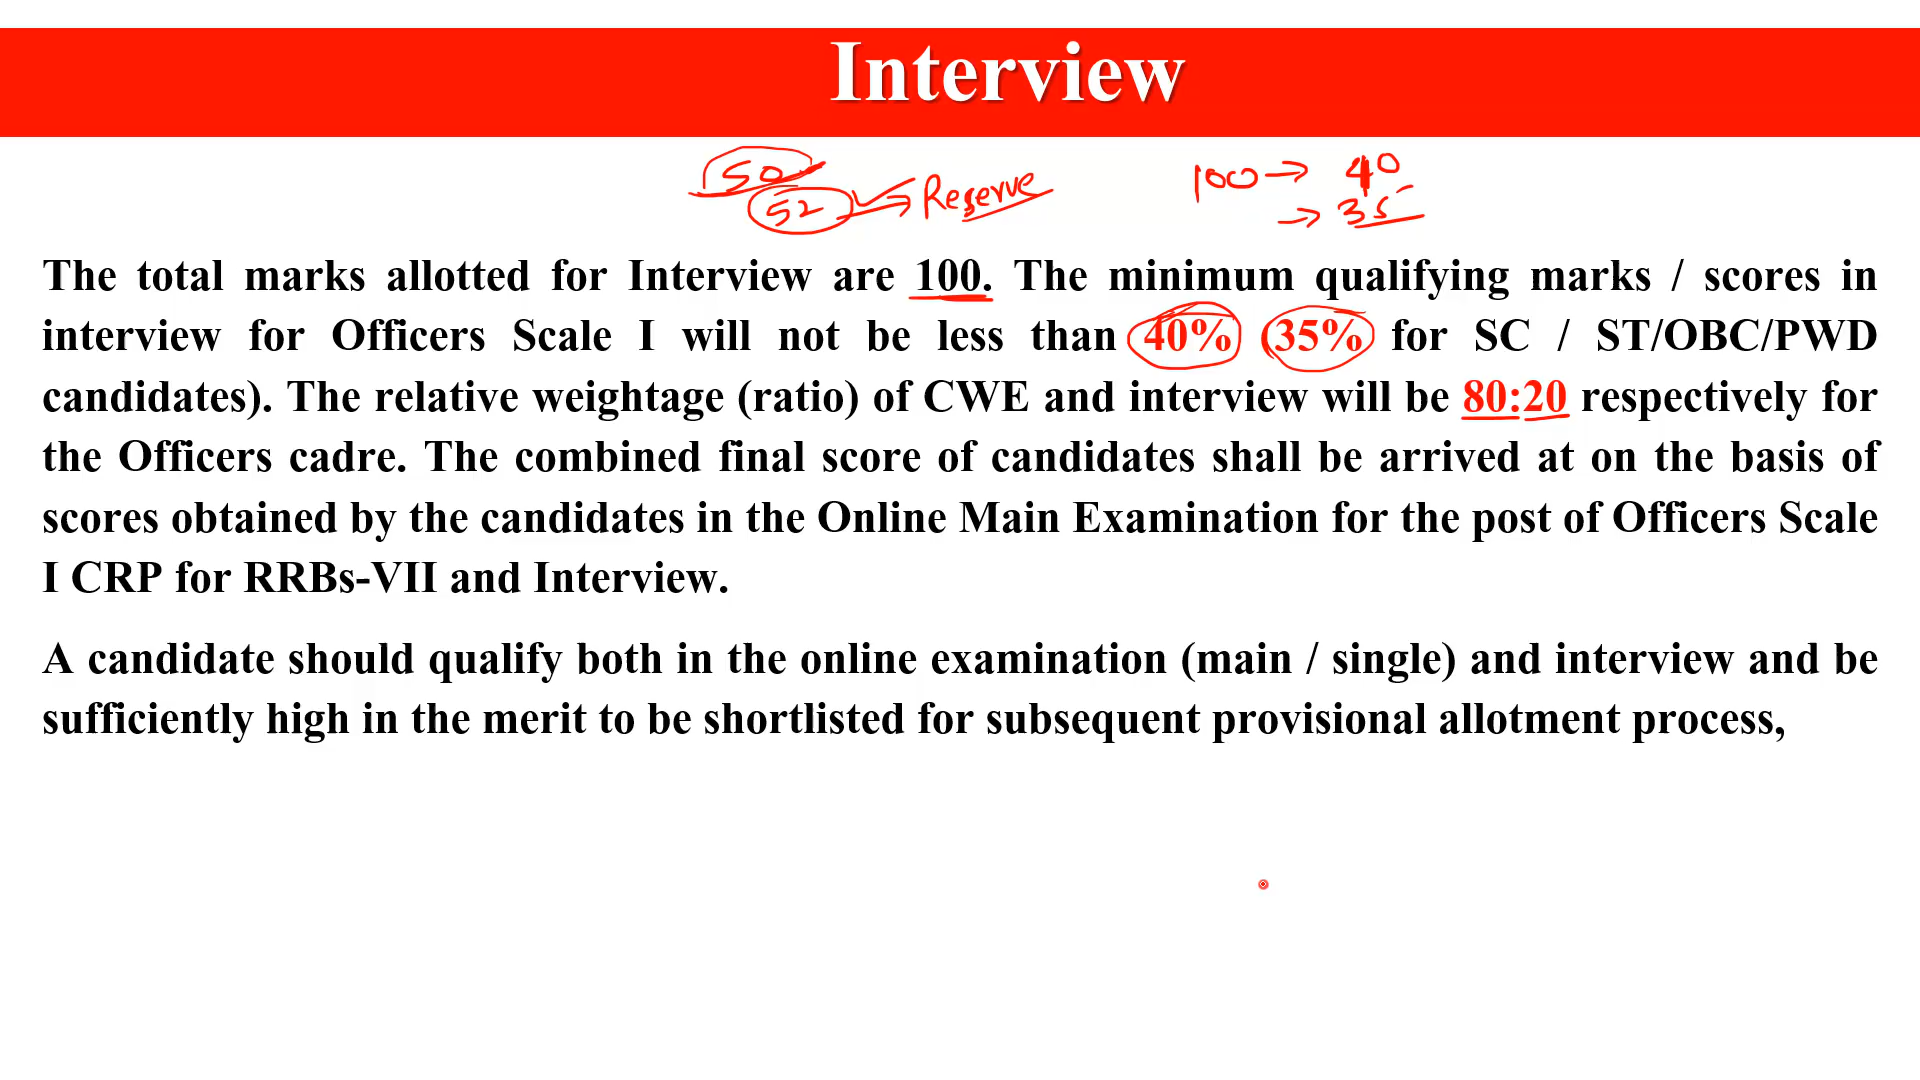 Interview
50
52 → Reserve
100 → 40
→ 35
The total marks allotted for Interview are 100. The minimum qualifying marks / scores in
interview for Officers Scale I will not be less than 40% (35% for SC / ST/OBC/PWD
candidates). The relative weightage (ratio) of CWE and interview will be 80:20 respectively for
the Officers cadre. The combined final score of candidates shall be arrived at on the basis of
scores obtained by the candidates in the Online Main Examination for the post of Officers Scale
I CRP for RRBs-VII and Interview.
A candidate should qualify both in the online examination (main / single) and interview and be
sufficiently high in the merit to be shortlisted for subsequent provisional allotment process,